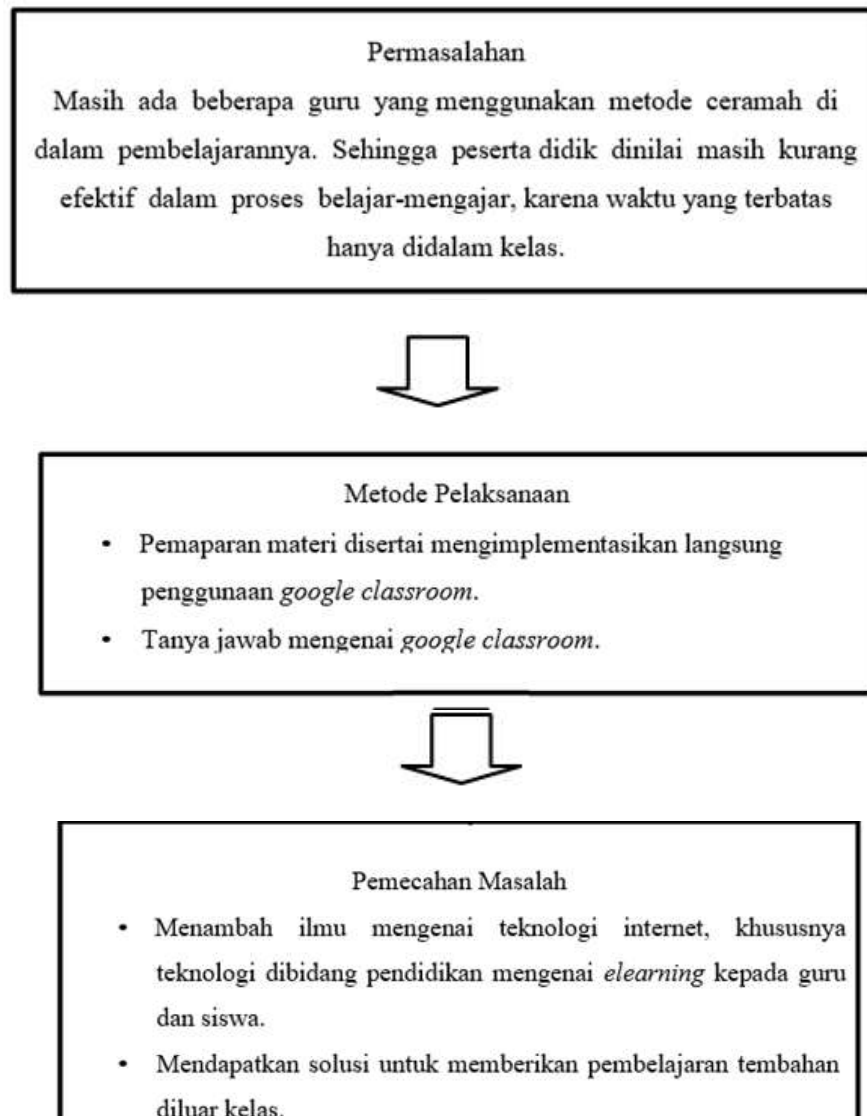 Permasalahan
Masih ada beberapa guru yang menggunakan metode ceramah di
dalam pembelajarannya. Sehingga peserta didik dinilai masih kurang
efektif dalam proses belajar-mengajar, karena waktu yang terbatas
hanya didalam kelas.
Metode Pelaksanaan
• Pemaparan materi disertai mengimplementasikan langsung
penggunaan google classroom.
• Tanya jawab mengenai google classroom.
Pemecahan Masalah
• Menambah ilmu mengenai teknologi internet, khususnya
teknologi dibidang pendidikan mengenai elearning kepada guru
dan siswa.
• Mendapatkan solusi untuk memberikan pembelajaran tembahan
diluar kelas.